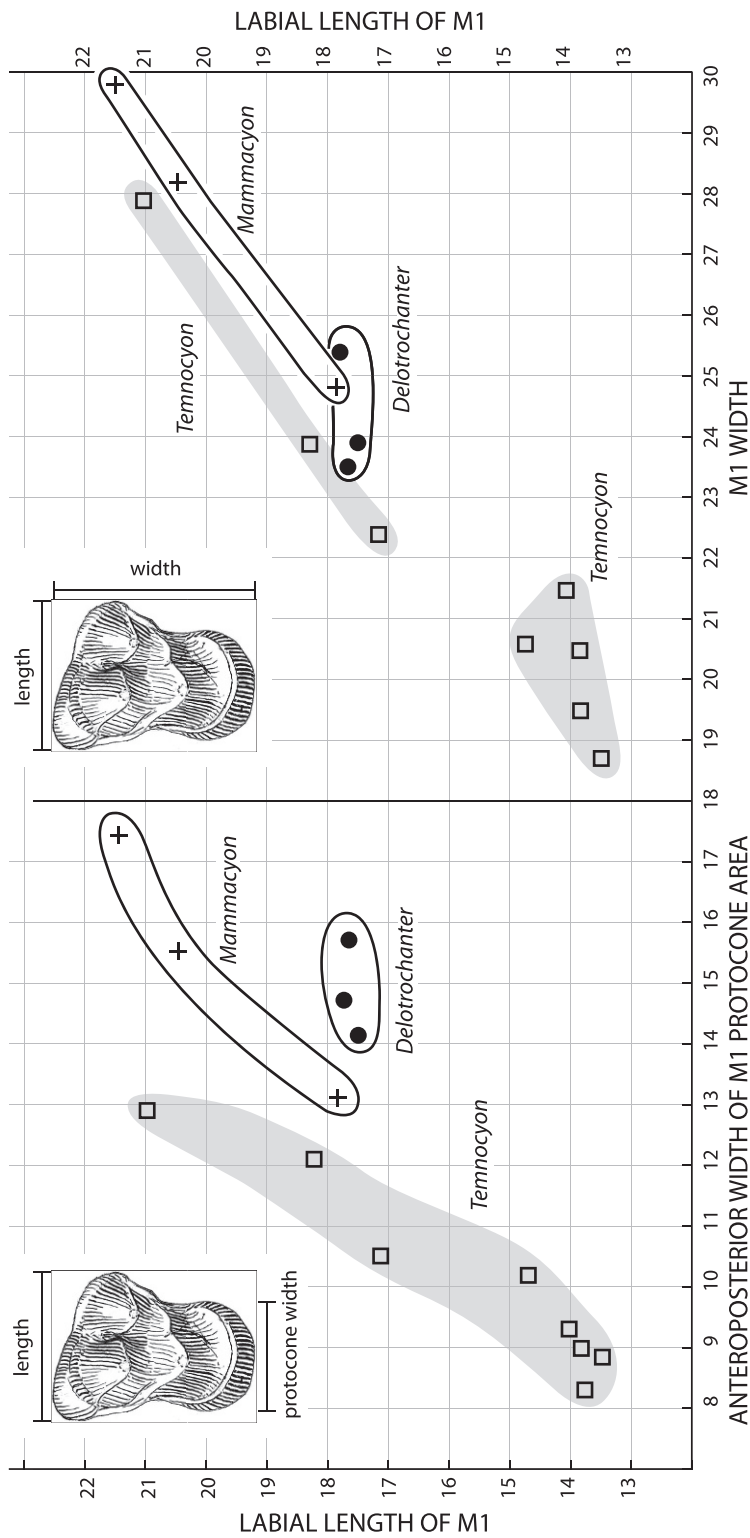 LABIAL LENGTH OF M1
22 21 20 19 18 17 16 15 14 13
length
protocone width
Mammacyon
Delotrochanter
Temnocyon
8 9 10 11 12 13 14 15 16 17 18
ANTEROPOSTERIOR WIDTH OF M1 PROTOCONE AREA
length
width
Temnocyon
Mammacyon
Delotrochanter
Temnocyon
19 20 21 22 23 24 25 26 27 28 29 30
M1 WIDTH
22 21 20 19 18 17 14 13
LABIAL LENGTH OF M1